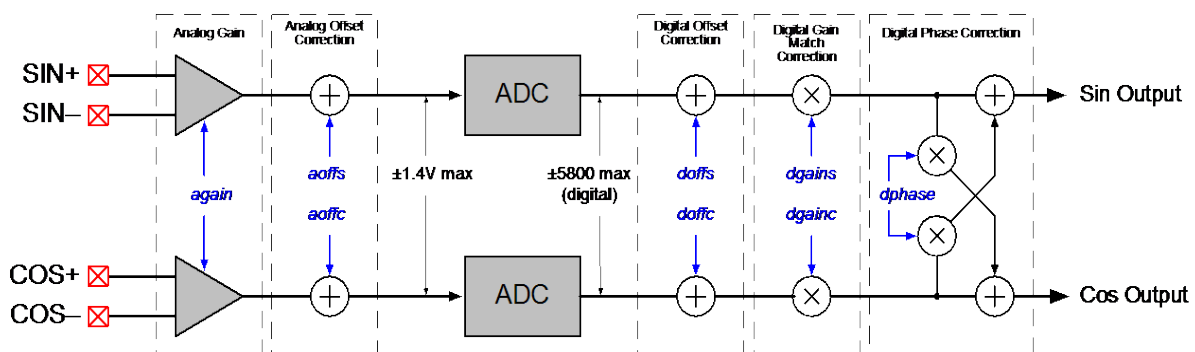 Analog Gain
Analog Offset
Correction
Digital Offset
Correction
Digital Gain
Match
Correction
Digital Phase Correction
SIN+
SIN–
ADC
Sin Output
again
aoffs
aoffc
±1.4V max
±5800 max
(digital)
doffs
doffc
dgains
dgainc
dphase
COS+
COS–
ADC
Cos Output